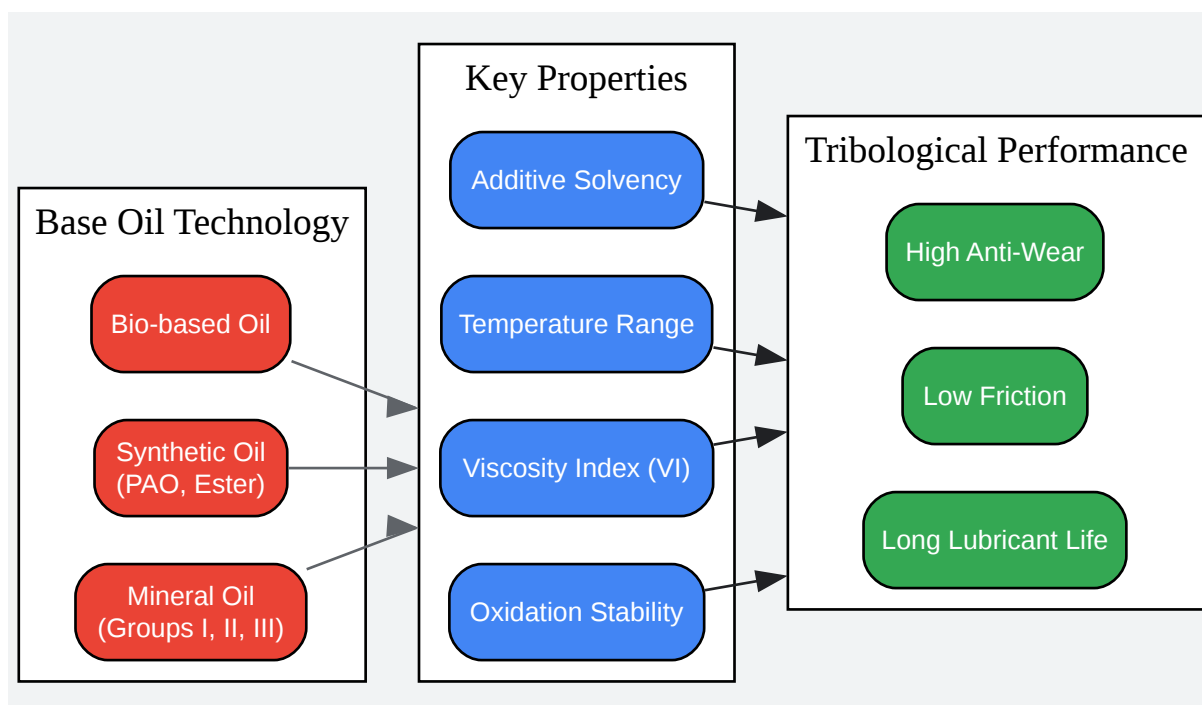 Base Oil Technology
Bio-based Oil
Synthetic Oil
(PAO, Ester)
Mineral Oil
(Groups I, II, III)
Key Properties
Additive Solvency
Temperature Range
Viscosity Index (VI)
Oxidation Stability
Tribological Performance
High Anti-Wear
Low Friction
Long Lubricant Life